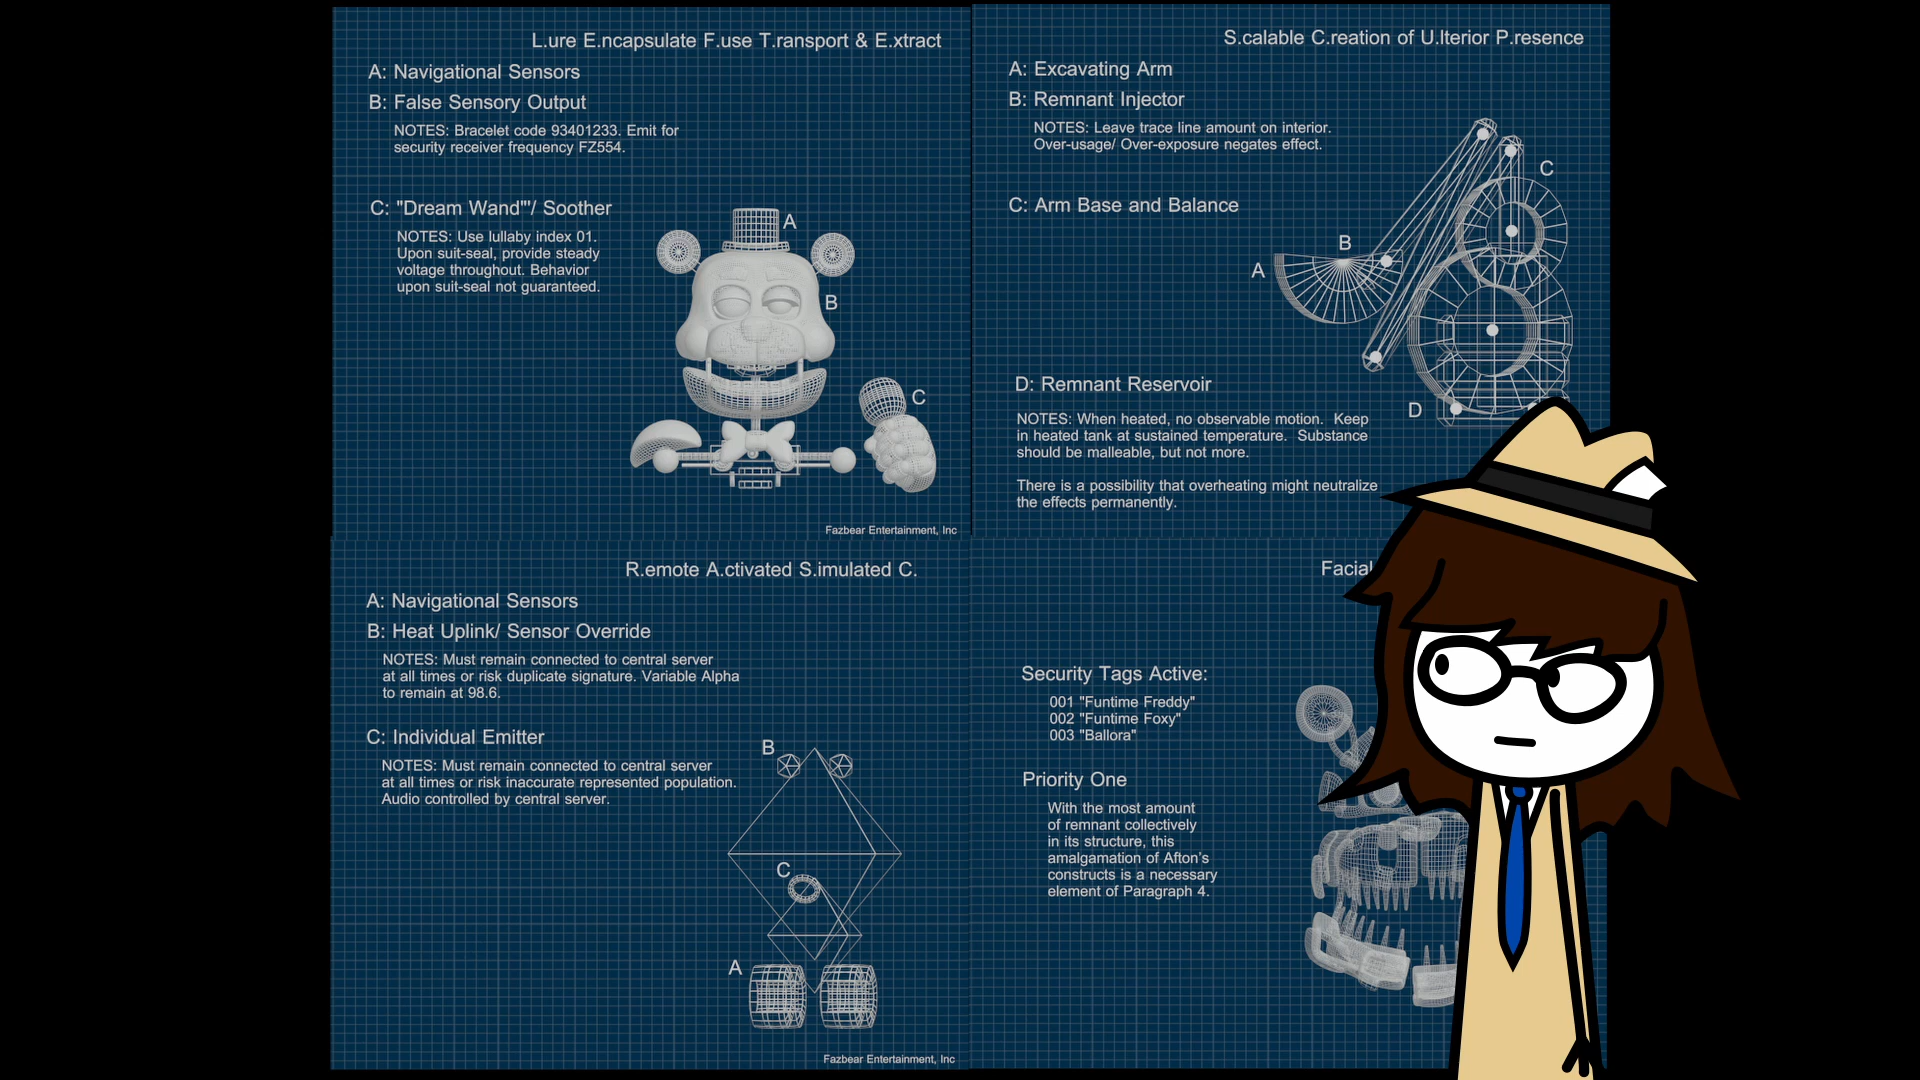 L.ure E.ncapsulate F.use T.ransport & E.xtract
A: Navigational Sensors
B: False Sensory Output
NOTES: Bracelet code 93401233. Emit for
security receiver frequency FZ554.
C: "Dream Wand"'/ Soother
NOTES: Use lullaby index 01.
Upon suit-seal, provide steady
voltage throughout. Behavior
upon suit-seal not guaranteed.
A
B
C
Fazbear Entertainment, Inc
S.calable C.reation of U.lterior P.resence
A: Excavating Arm
B: Remnant Injector
NOTES: Leave trace line amount on interior.
Over-usage/ Over-exposure negates effect.
C: Arm Base and Balance
C
B
A
D: Remnant Reservoir
D
NOTES: When heated, no observable motion. Keep
in heated tank at sustained temperature. Substance
should be malleable, but not more.
There is a possibility that overheating might neutralize
the effects permanently.
R.emote A.ctivated S.imulated C.
A: Navigational Sensors
B: Heat Uplink/ Sensor Override
NOTES: Must remain connected to central server
at all times or risk duplicate signature. Variable Alpha
to remain at 98.6.
C: Individual Emitter
NOTES: Must remain connected to central server
at all times or risk inaccurate represented population.
Audio controlled by central server.
B
C
A
Fazbear Entertainment, Inc
Facial
Security Tags Active:
001 "Funtime Freddy"
002 "Funtime Foxy"
003 "Ballora"
Priority One
With the most amount
of remnant collectively
in its structure, this
amalgamation of Afton's
constructs is a necessary
element of Paragraph 4.